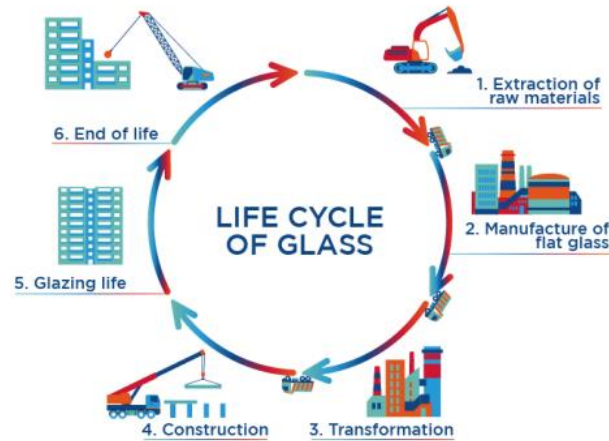 LIFE CYCLE
OF GLASS
1. Extraction of
raw materials
2. Manufacture of
flat glass
3. Transformation
4. Construction
5. Glazing life
6. End of life